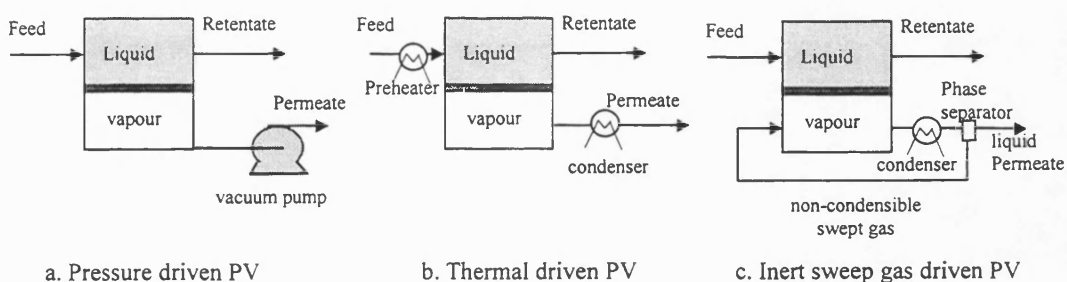 Feed
Retentate
Liquid
vapour
Permeate
vacuum pump
a. Pressure driven PV
Feed
Retentate
Liquid
Preheater
vapour
Permeate
condenser
b. Thermal driven PV
Feed
Retentate
Liquid
Phase
separator
vapour
condenser
liquid
Permeate
non-condensible
swept gas
c. Inert sweep gas driven PV